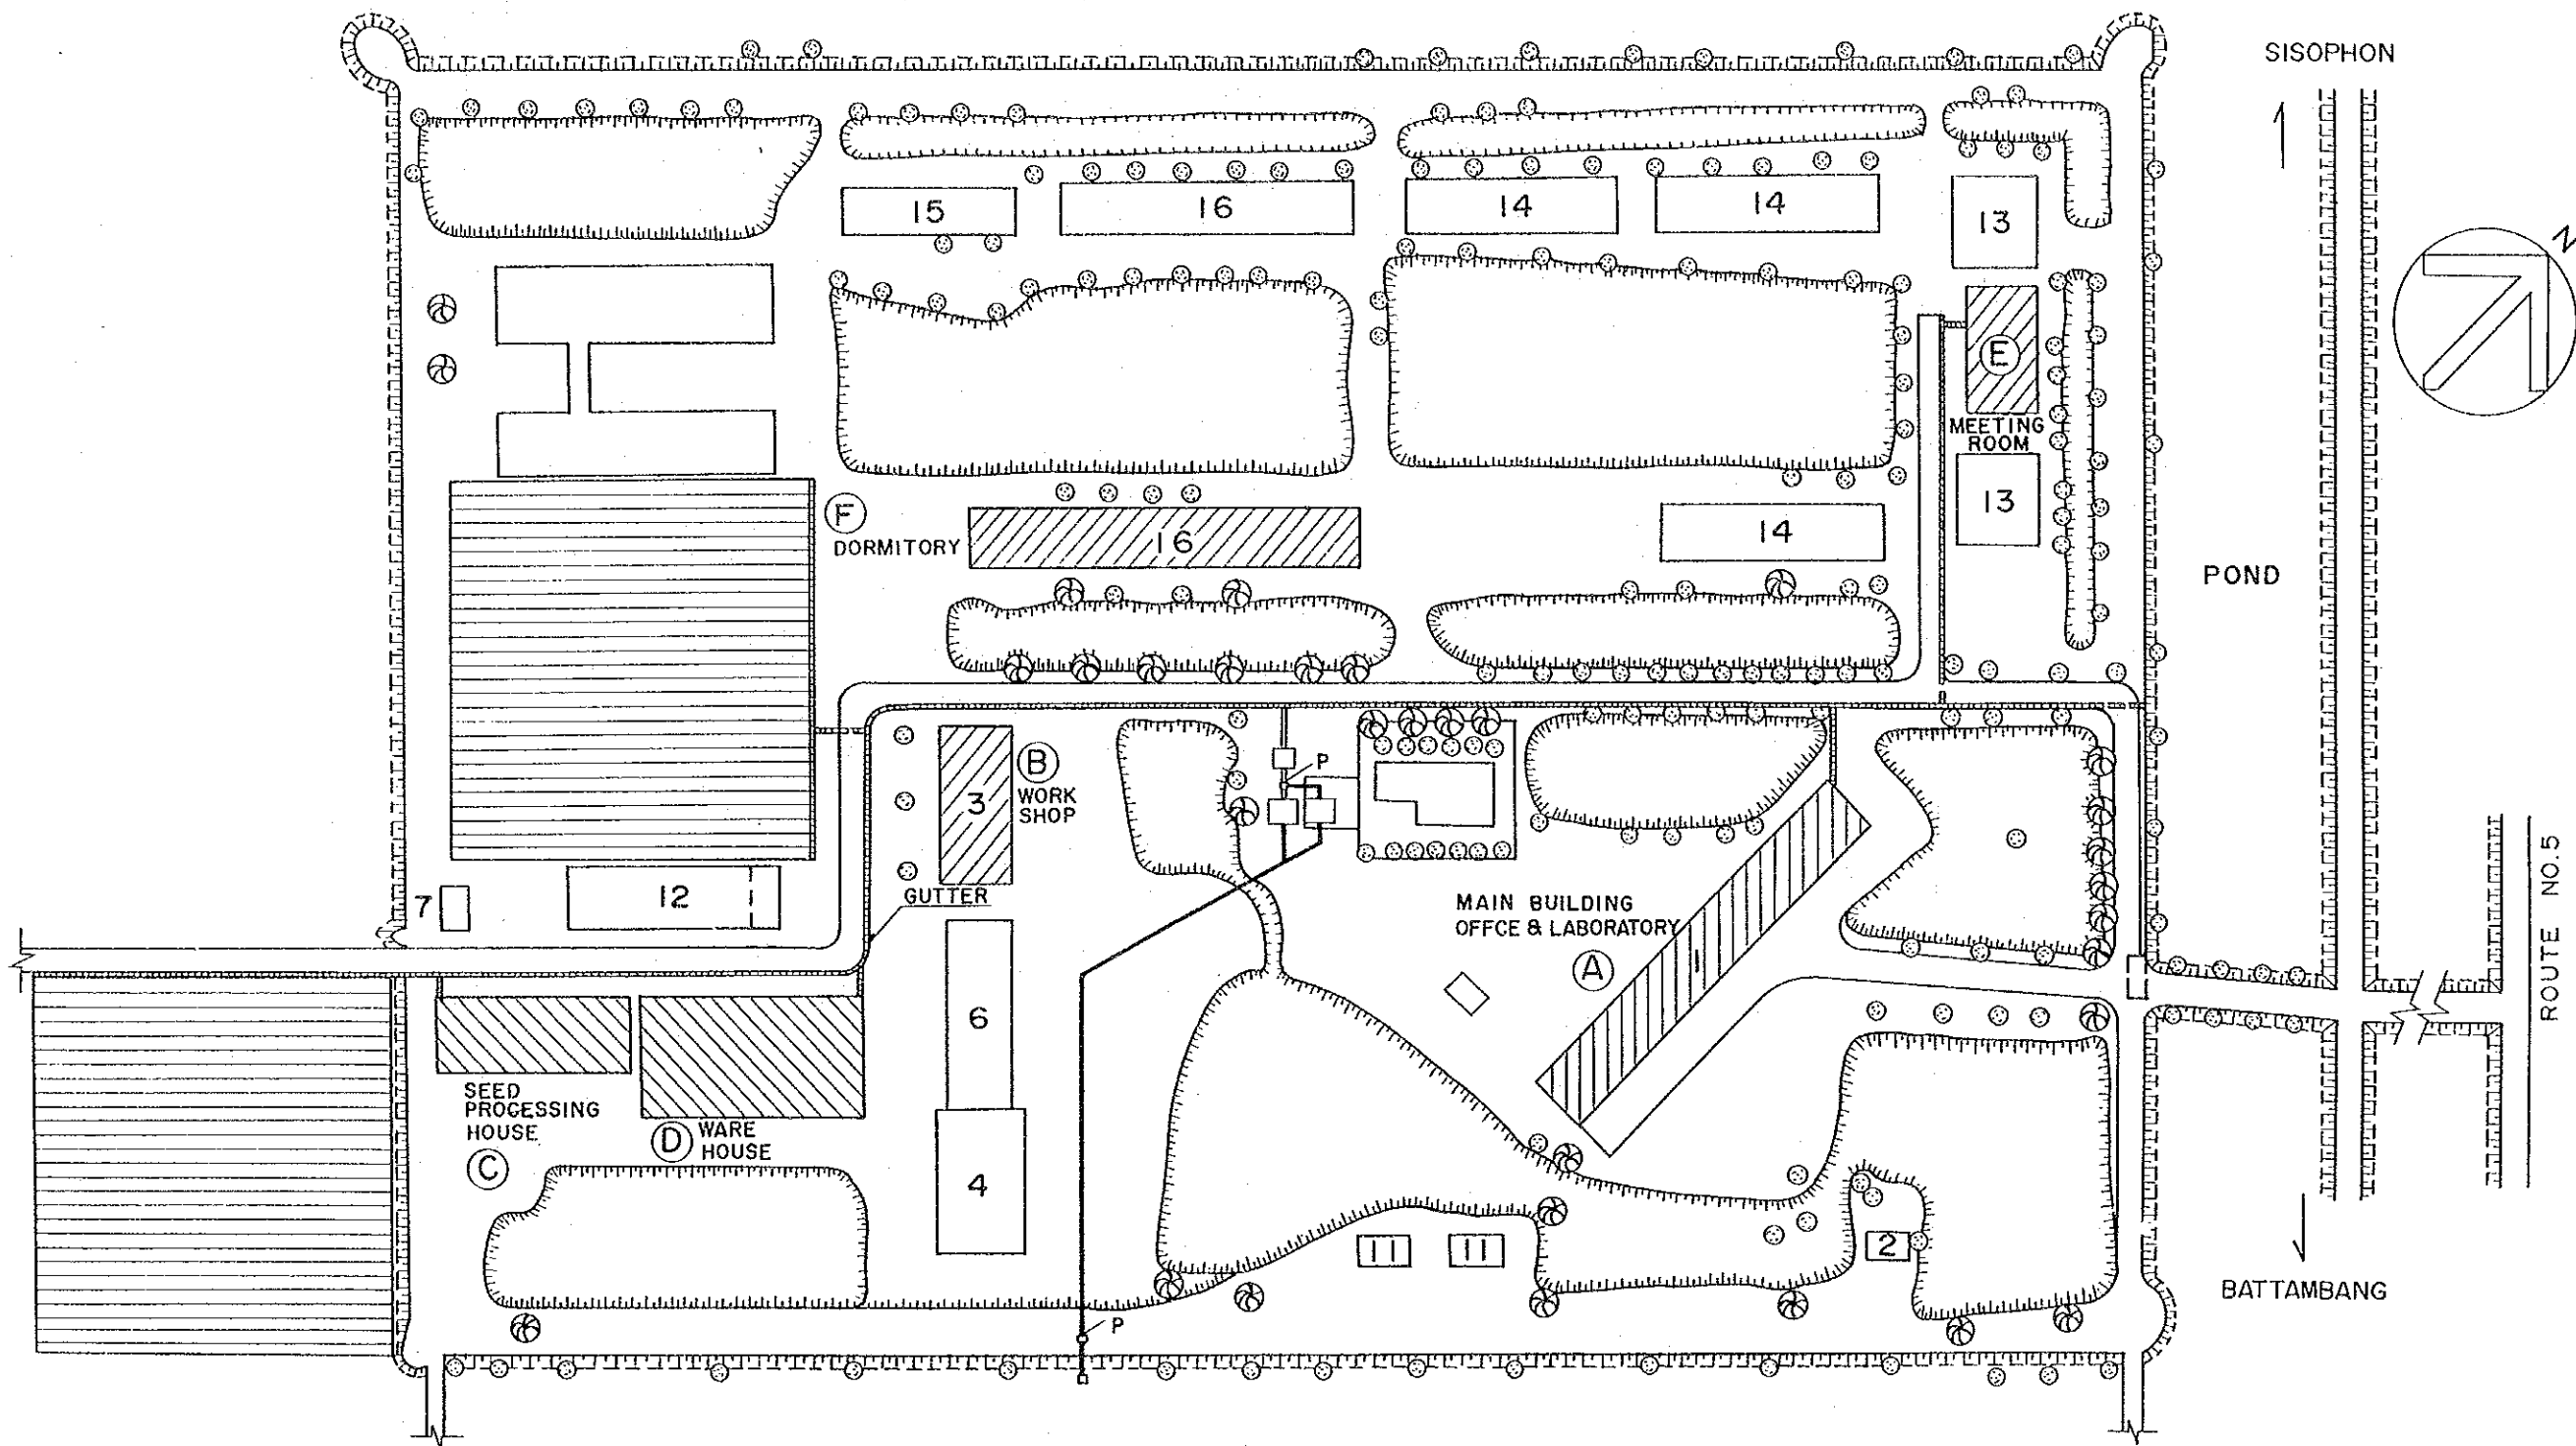 SISOPHON
N
15
16
14
14
13
E
MEETING
ROOM
13
F
DORMITORY
16
14
POND
B
WORK
SHOP
3
P
GUTTER
7
12
MAIN BUILDING
OFFCE & LABORATORY
A
1
ROUTE NO.5
6
SEED
PROCESSING
HOUSE
C
D
WARE
HOUSE
4
11
11
2
BATTAMBANG
P